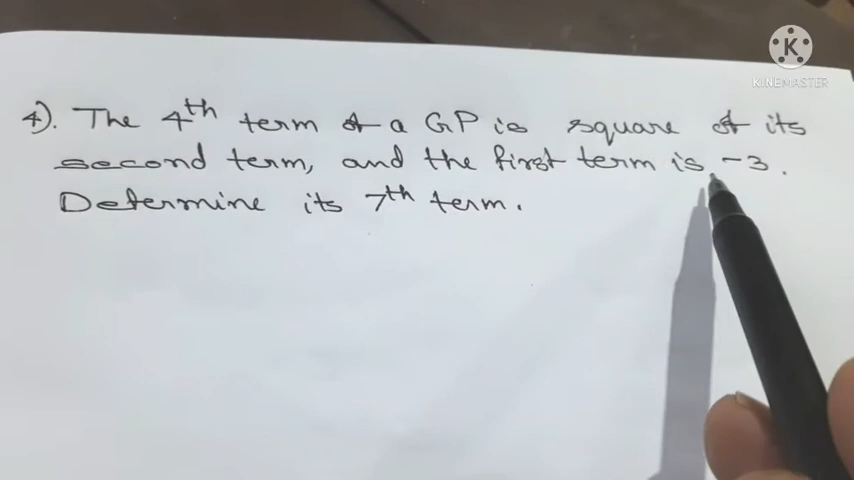 K
KINEMASTER
4). The 4th term of a GP is square of its
second term, and the first term is -3.
Determine its 7th term.